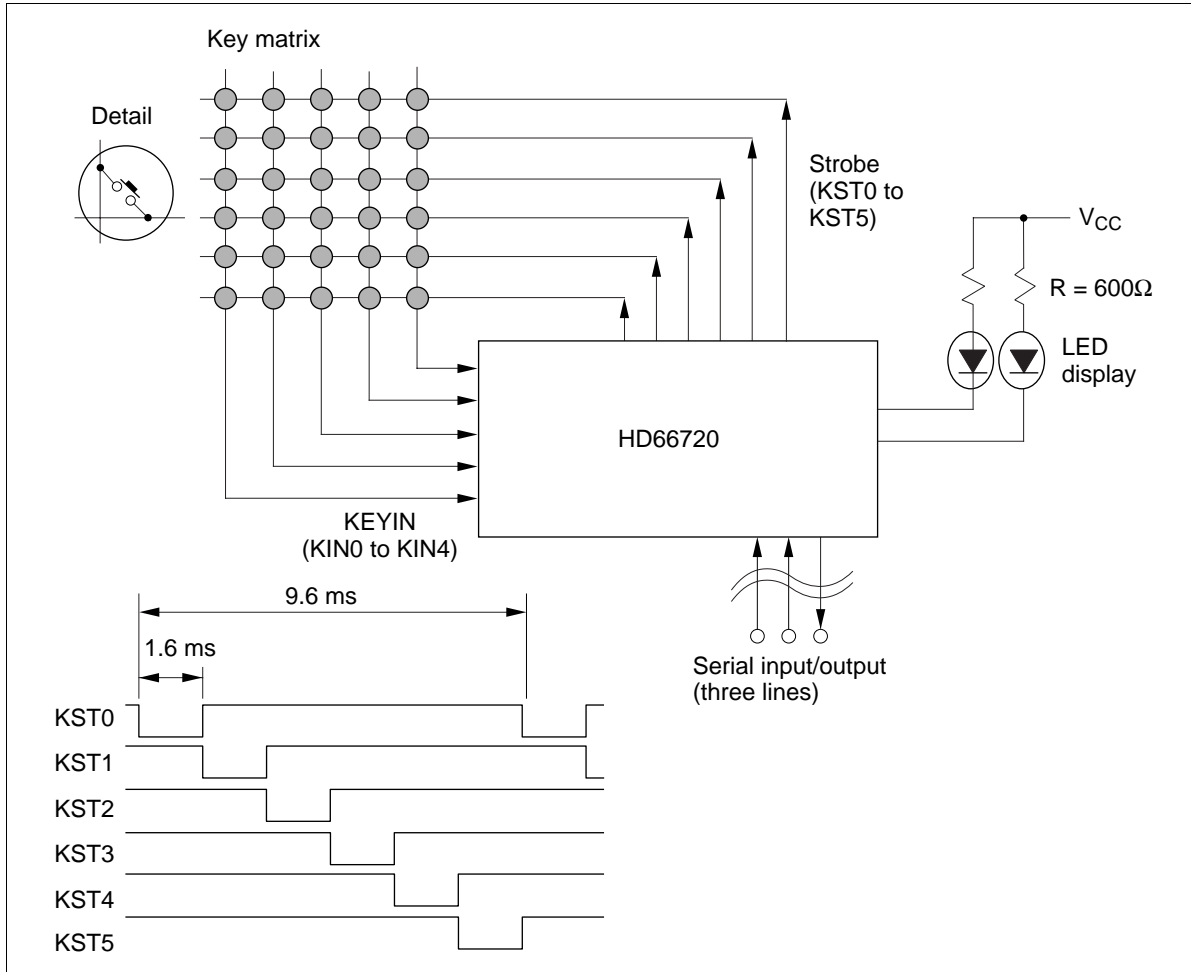 Key matrix
Detail
Strobe
(KST0 to
KST5)
VCC
R = 600Ω
LED
display
HD66720
KEYIN
(KIN0 to KIN4)
9.6 ms
1.6 ms
Serial input/output
(three lines)
KST0
KST1
KST2
KST3
KST4
KST5